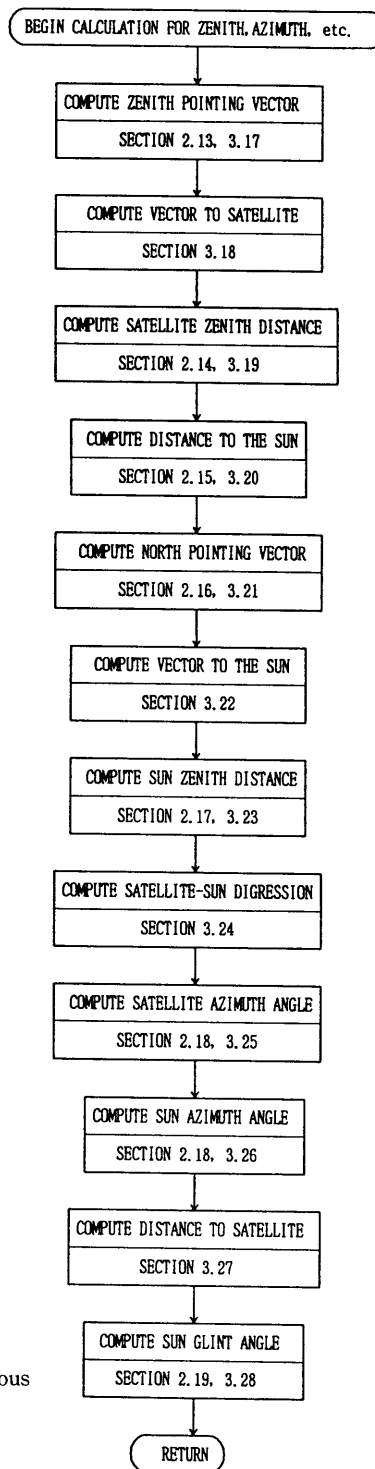 BEGIN CALCULATION FOR ZENITH, AZIMUTH, etc.
COMPUTE ZENITH POINTING VECTOR
SECTION 2.13, 3.17
COMPUTE VECTOR TO SATELLITE
SECTION 3.18
COMPUTE SATELLITE ZENITH DISTANCE
SECTION 2.14, 3.19
COMPUTE DISTANCE TO THE SUN
SECTION 2.15, 3.20
COMPUTE NORTH POINTING VECTOR
SECTION 2.16, 3.21
COMPUTE VECTOR TO THE SUN
SECTION 3.22
COMPUTE SUN ZENITH DISTANCE
SECTION 2.17, 3.23
COMPUTE SATELLITE-SUN DIGRESSION
SECTION 3.24
COMPUTE SATELLITE AZIMUTH ANGLE
SECTION 2.18, 3.25
COMPUTE SUN AZIMUTH ANGLE
SECTION 2.18, 3.26
COMPUTE DISTANCE TO SATELLITE
SECTION 3.27
COMPUTE SUN GLINT ANGLE
SECTION 2.19, 3.28
ous
RETURN